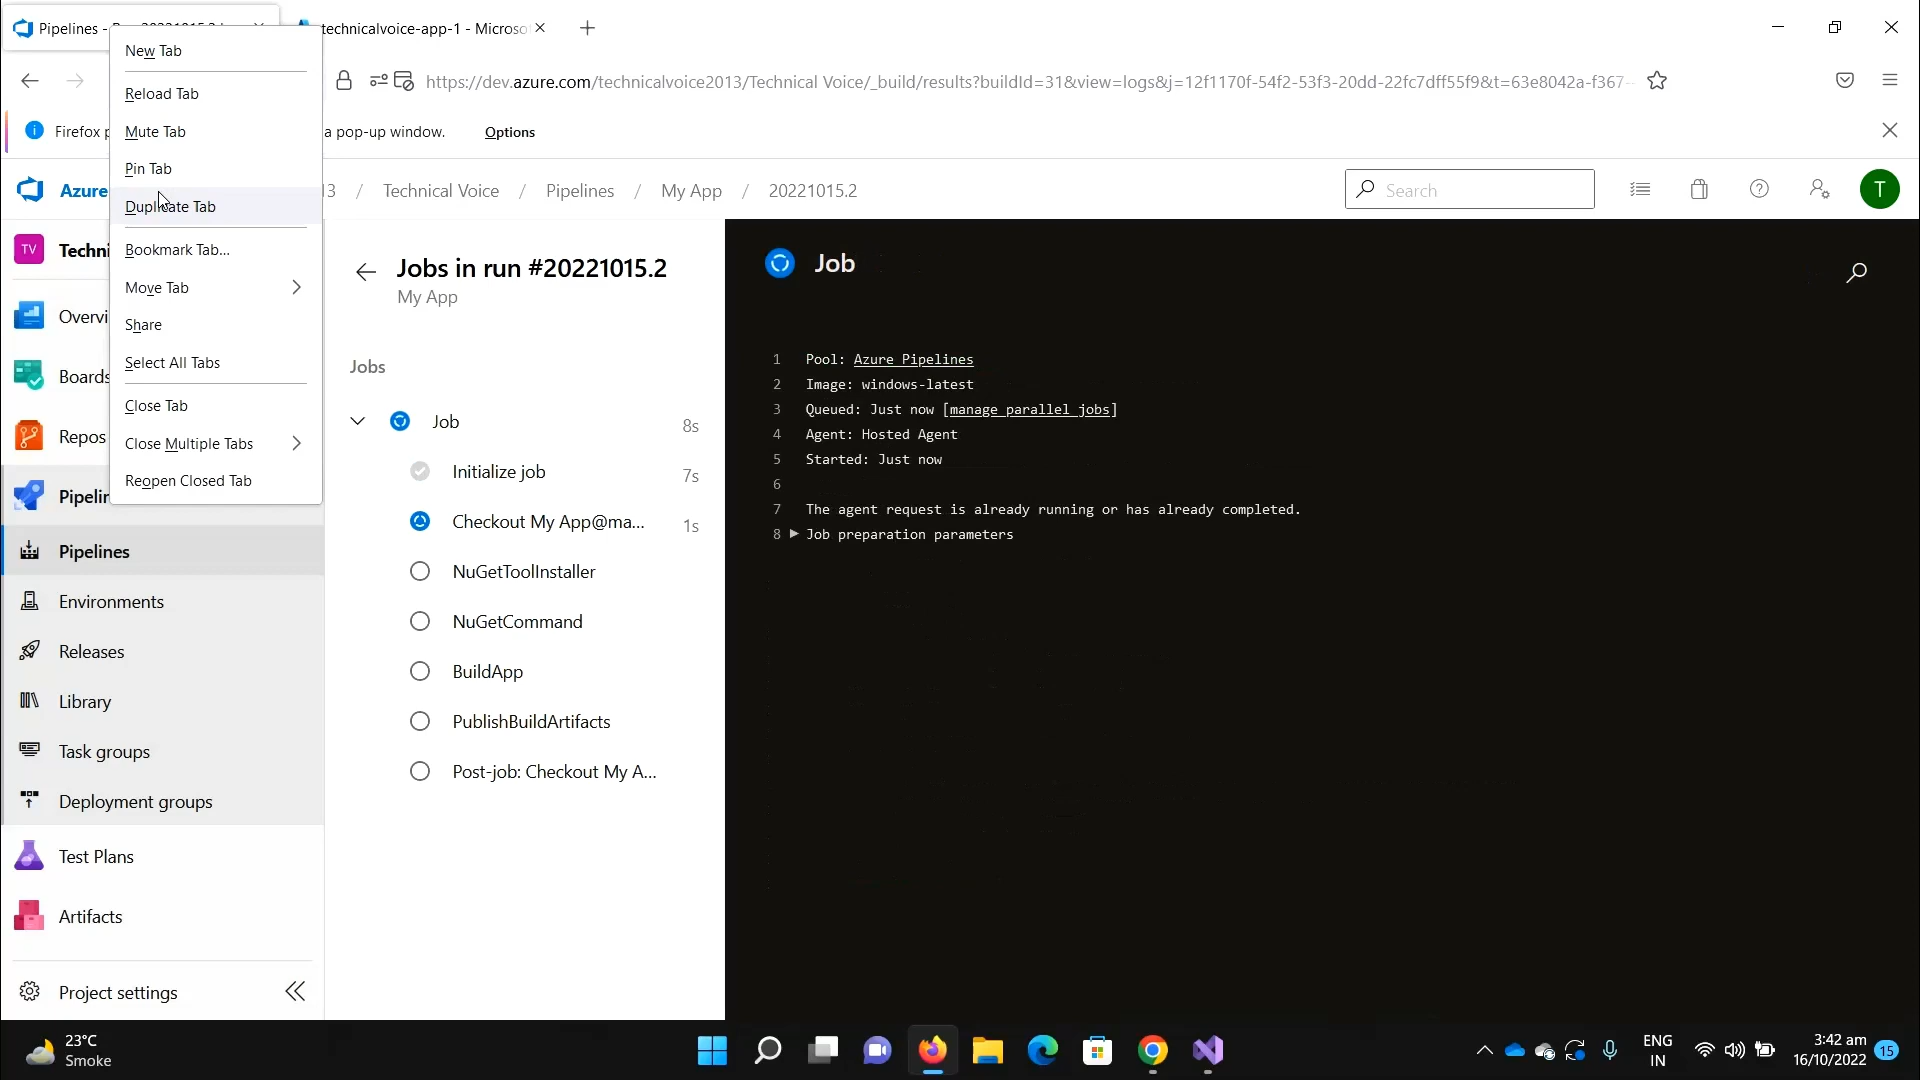 Pipelines -
technicalvoice-app-1 - Microso
https://dev.azure.com/technicalvoice2013/Technical Voice/_build/results?buildId=31&view=logs&j=12f1170f-54f2-53f3-20dd-22fc7dff55f9&t=63e8042a-f367-
Firefox
a pop-up window.
Options
New Tab
Reload Tab
Mute Tab
Pin Tab
Duplicate Tab
Bookmark Tab...
Move Tab
Share
Select All Tabs
Close Tab
Close Multiple Tabs
Reopen Closed Tab
Azure
3 / Technical Voice / Pipelines / My App / 20221015.2
Search
T
TV
Techni
Overvi
Boards
Repos
Pipelin
Pipelines
Environments
Releases
Library
Task groups
Deployment groups
Test Plans
Artifacts
Project settings
Jobs in run #20221015.2
My App
Jobs
Job 8s
Initialize job 7s
Checkout My App@ma... 1s
NuGetToolInstaller
NuGetCommand
BuildApp
PublishBuildArtifacts
Post-job: Checkout My A...
Job
1 Pool: Azure Pipelines
2 Image: windows-latest
3 Queued: Just now [manage parallel jobs]
4 Agent: Hosted Agent
5 Started: Just now
6
7 The agent request is already running or has already completed.
8 Job preparation parameters
23°C
Smoke
ENG
IN
3:42 am
16/10/2022
15